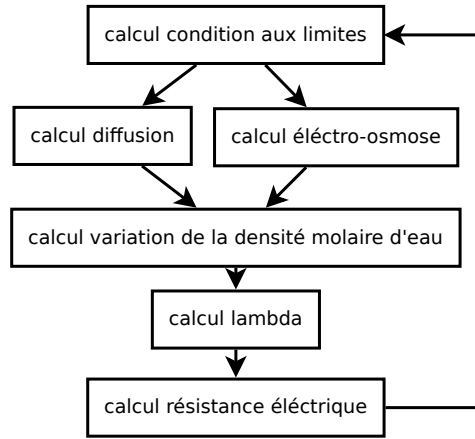 calcul condition aux limites
calcul diffusion
calcul éléctro-osmose
calcul variation de la densité molaire d'eau
calcul lambda
calcul résistance éléctrique